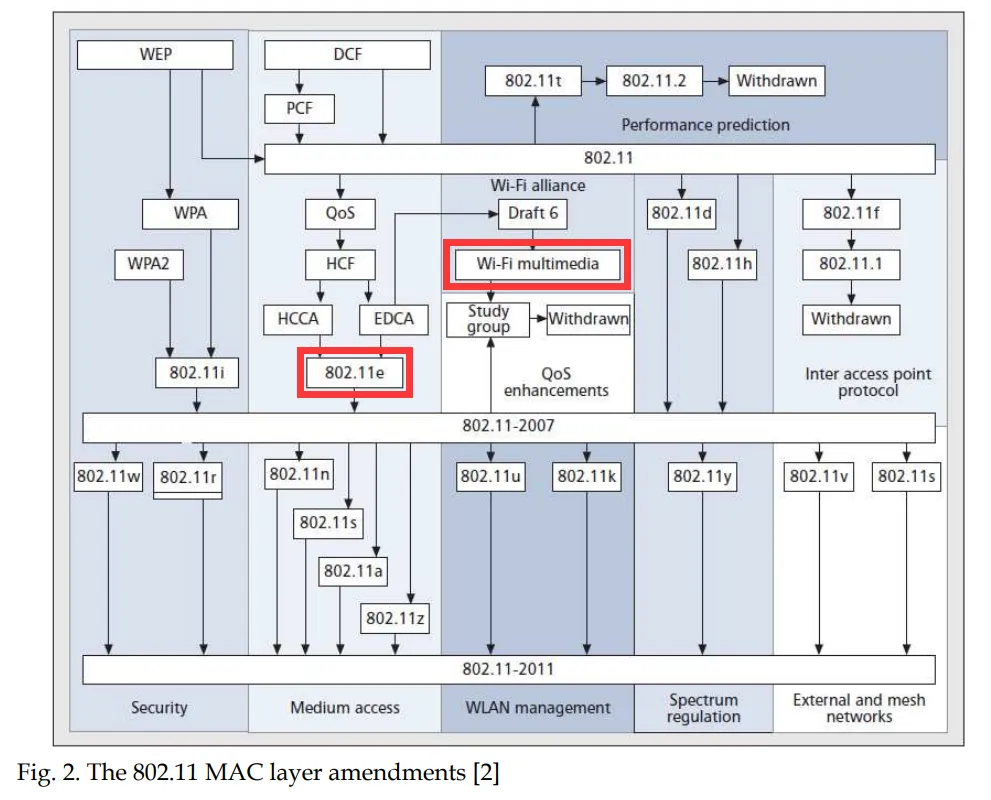 WEP
DCF
802.11t
802.11.2
Withdrawn
PCF
Performance prediction
802.11
Wi-Fi alliance
WPA
QoS
Draft 6
802.11d
802.11f
WPA2
HCF
Wi-Fi multimedia
802.11h
802.11.1
HCCA
EDCA
Study
group
Withdrawn
Withdrawn
802.11i
802.11e
QoS
enhancements
Inter access point
protocol
802.11-2007
802.11w
802.11r
802.11n
802.11u
802.11k
802.11y
802.11v
802.11s
802.11s
802.11a
802.11z
802.11-2011
Security
Medium access
WLAN management
Spectrum
regulation
External and mesh
networks
Fig. 2. The 802.11 MAC layer amendments [2]